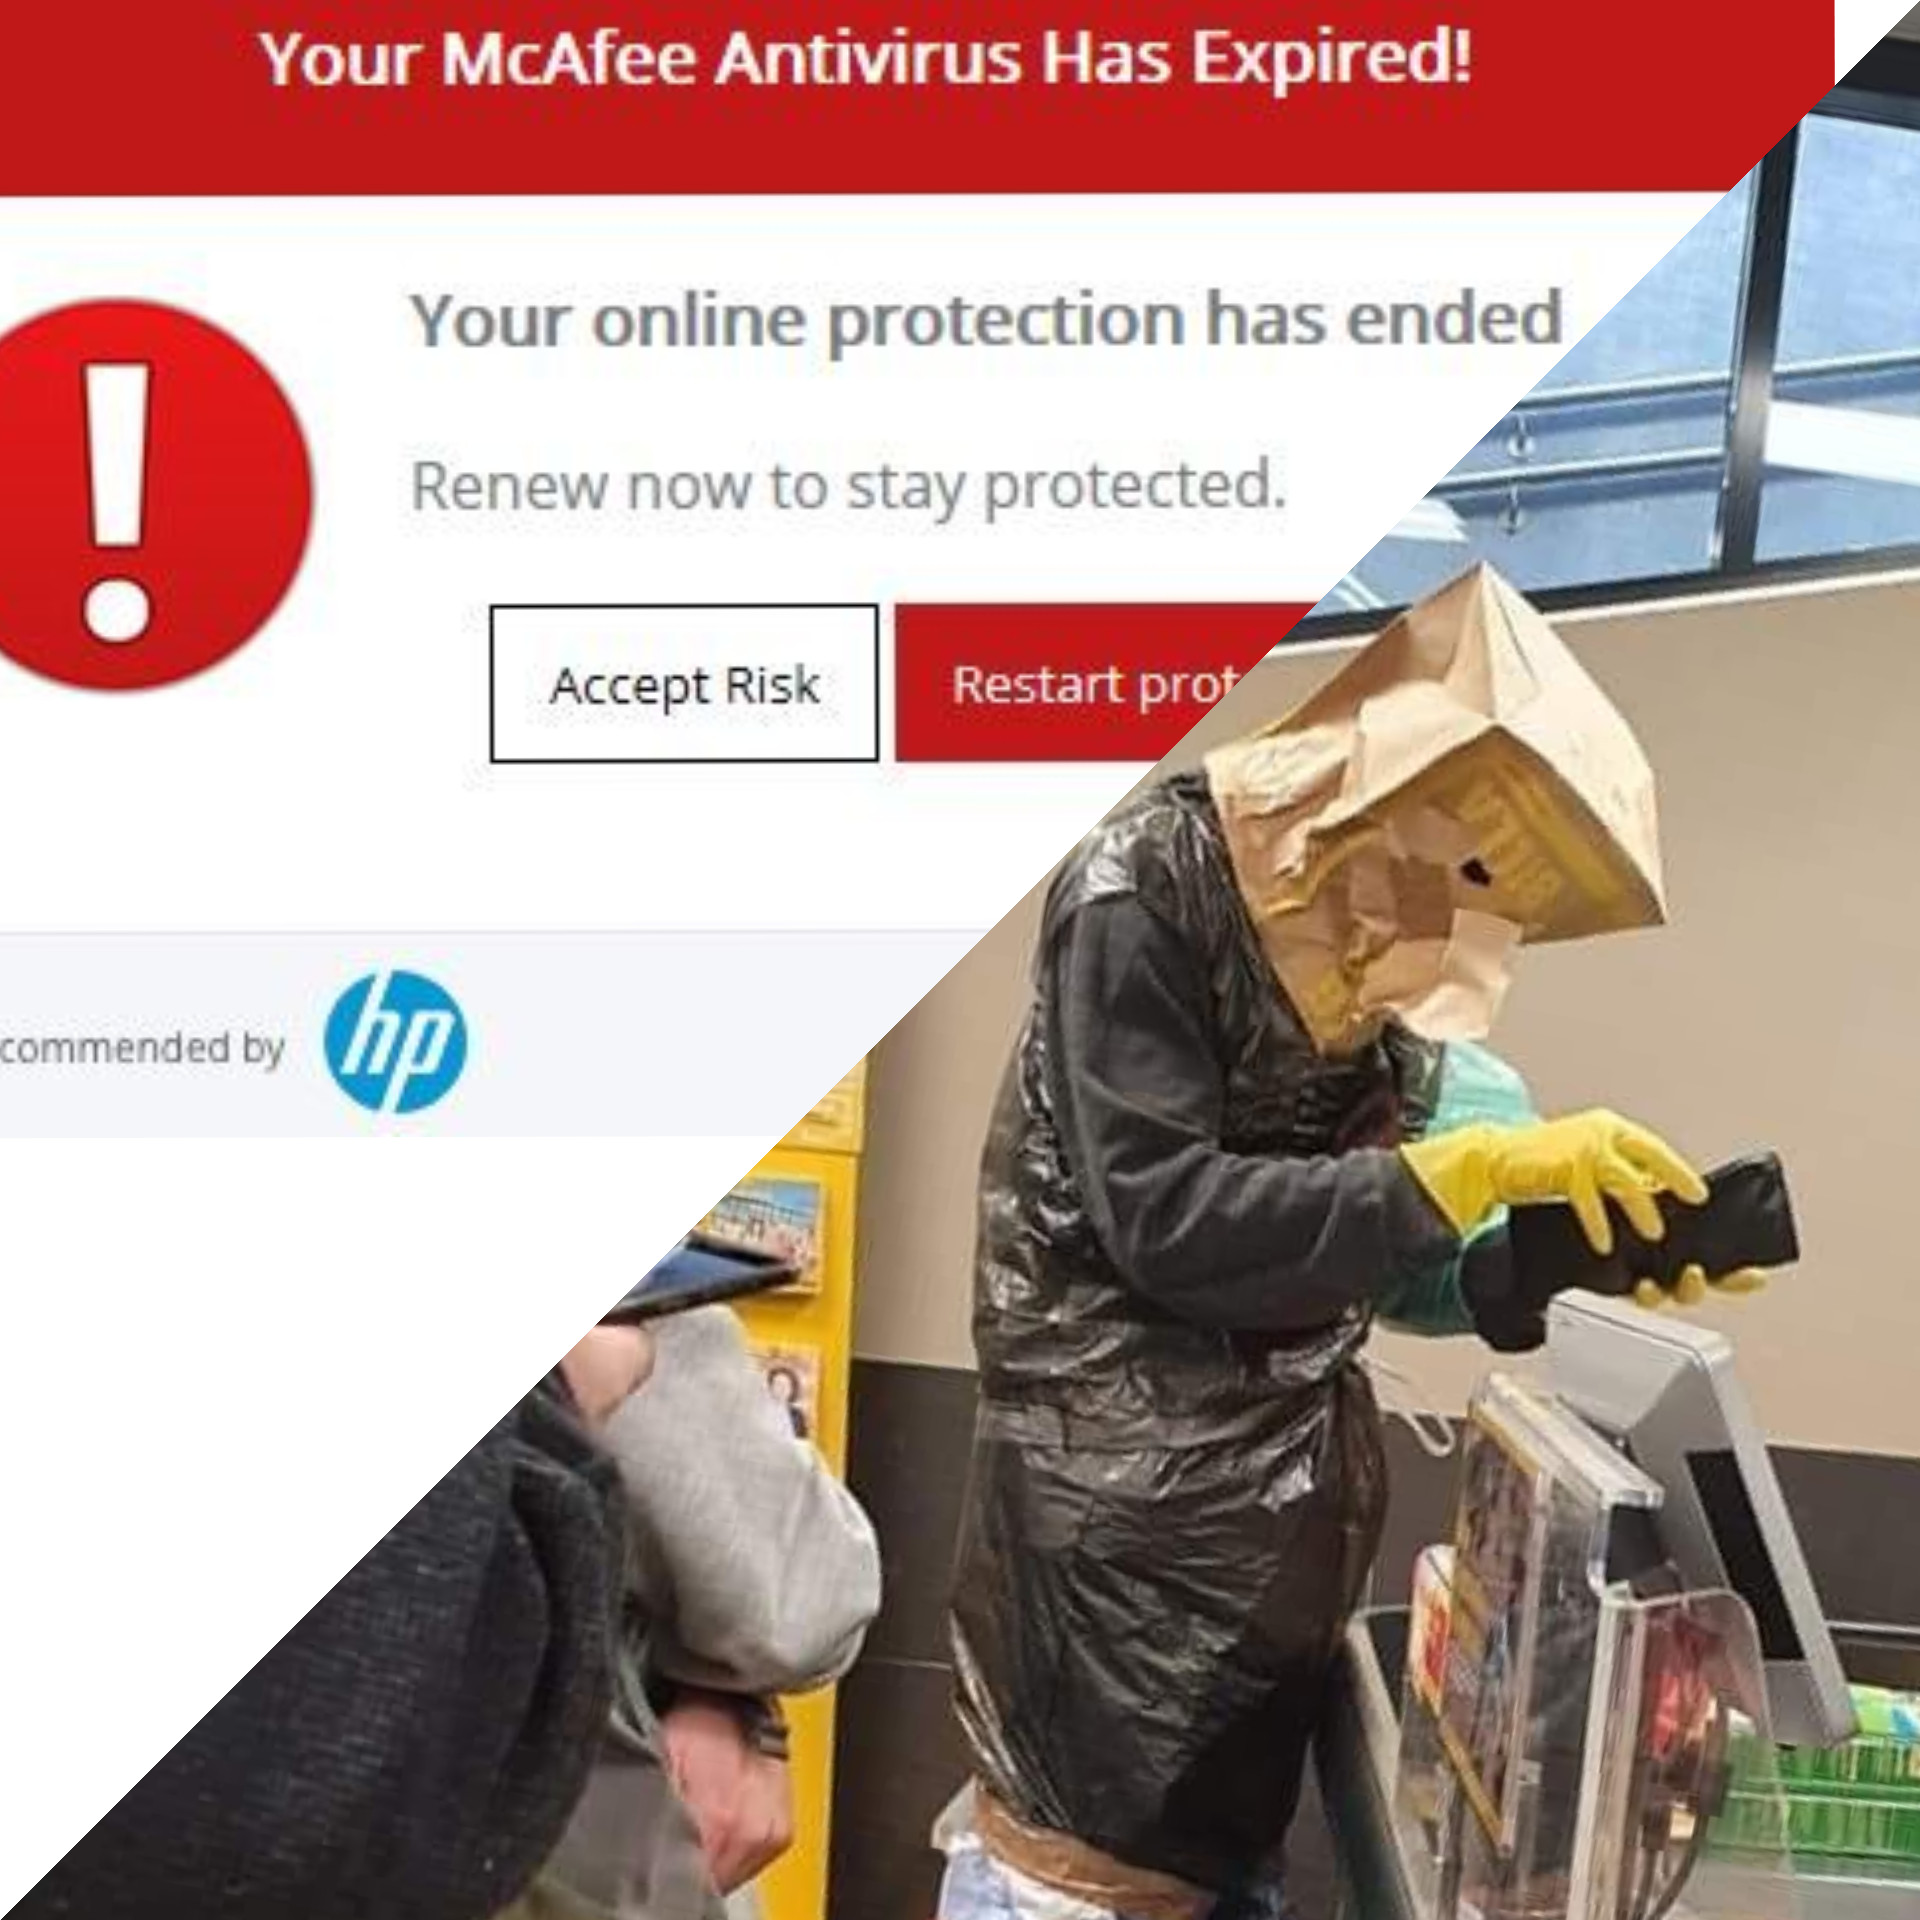 Your McAfee Antivirus Has Expired!
Your online protection has ended
Renew now to stay protected.
Accept Risk
Restart prot
commended by
hp